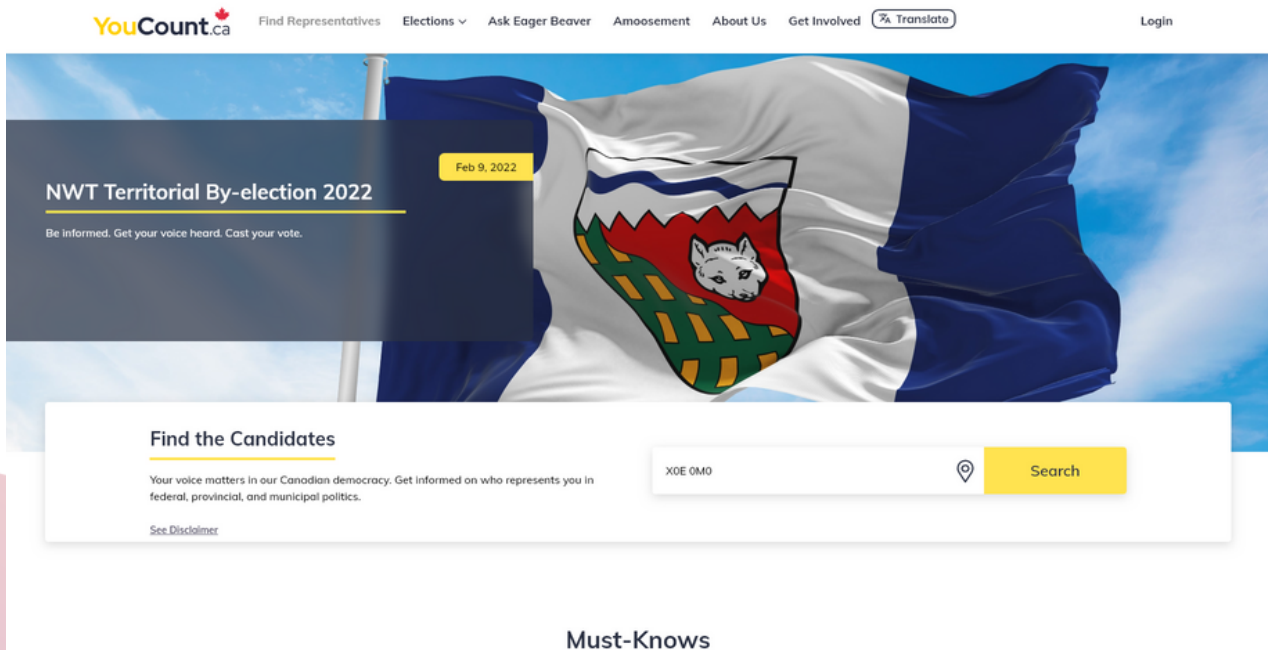 YouCount.ca Find Representatives Elections Ask Eager Beaver Amoosement About Us Get Involved Translate Login
Feb 9, 2022
NWT Territorial By-election 2022
Be informed. Get your voice heard. Cast your vote.
Find the Candidates
Your voice matters in our Canadian democracy. Get informed on who represents you in
federal, provincial, and municipal politics.
See Disclaimer
X0E 0M0 Search
Must-Knows